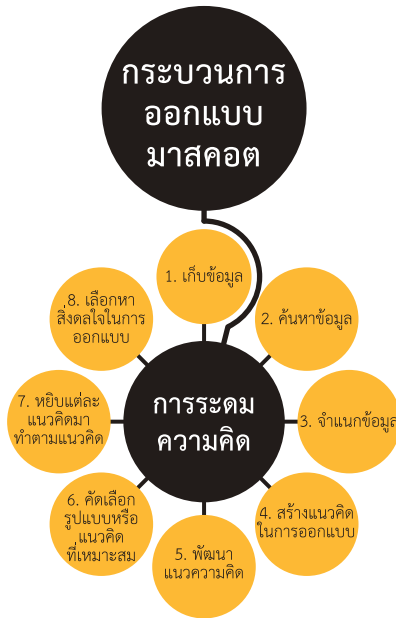 กระบวนการ
ออกแบบ
มาสคอต
1. เก็บข้อมูล
2. ค้นหาข้อมูล
3. จำแนกข้อมูล
4. สร้างแนวคิด
ในการออกแบบ
5. พัฒนา
แนวความคิด
6. คัดเลือก
รูปแบบหรือ
แนวคิด
ที่เหมาะสม
7. หยิบแต่ละ
แนวคิดมา
ทำตามแนวคิด
8. เลือกหา
สิ่งดลใจในการ
ออกแบบ
การระดม
ความคิด